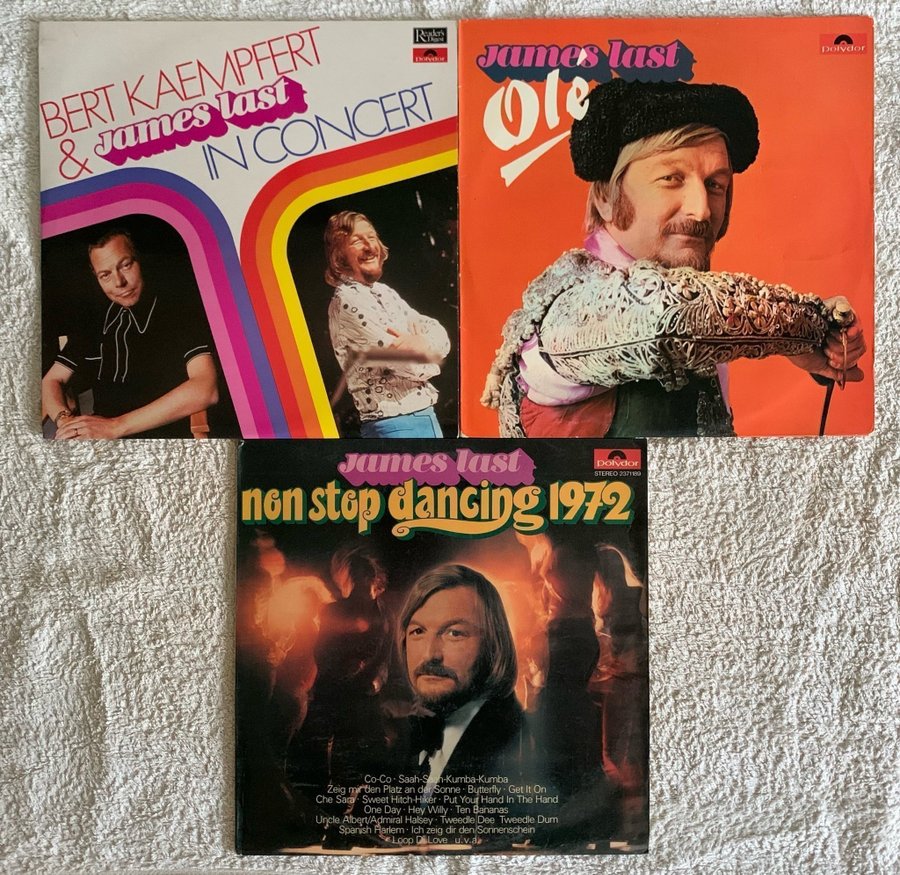 BERT KAEMPFERT
& james last
IN CONCERT
Reader's
Digest
Polydor
james last
Olé
Polydor
james last
non stop dancing 1972
Polydor
STEREO 2371189
Co-Co · Saah-Saah-Kumba-Kumba
Zeig mir den Platz an der Sonne · Butterfly · Get It On
Che Sara · Sweet Hitch-Hiker · Put Your Hand In The Hand
One Day · Hey Willy · Ten Bananas
Uncle Albert/Admiral Halsey · Tweedle Dee Tweedle Dum
Spanish Harlem · Ich zeig dir den Sonnenschein
Loop Di Love u.v.a.